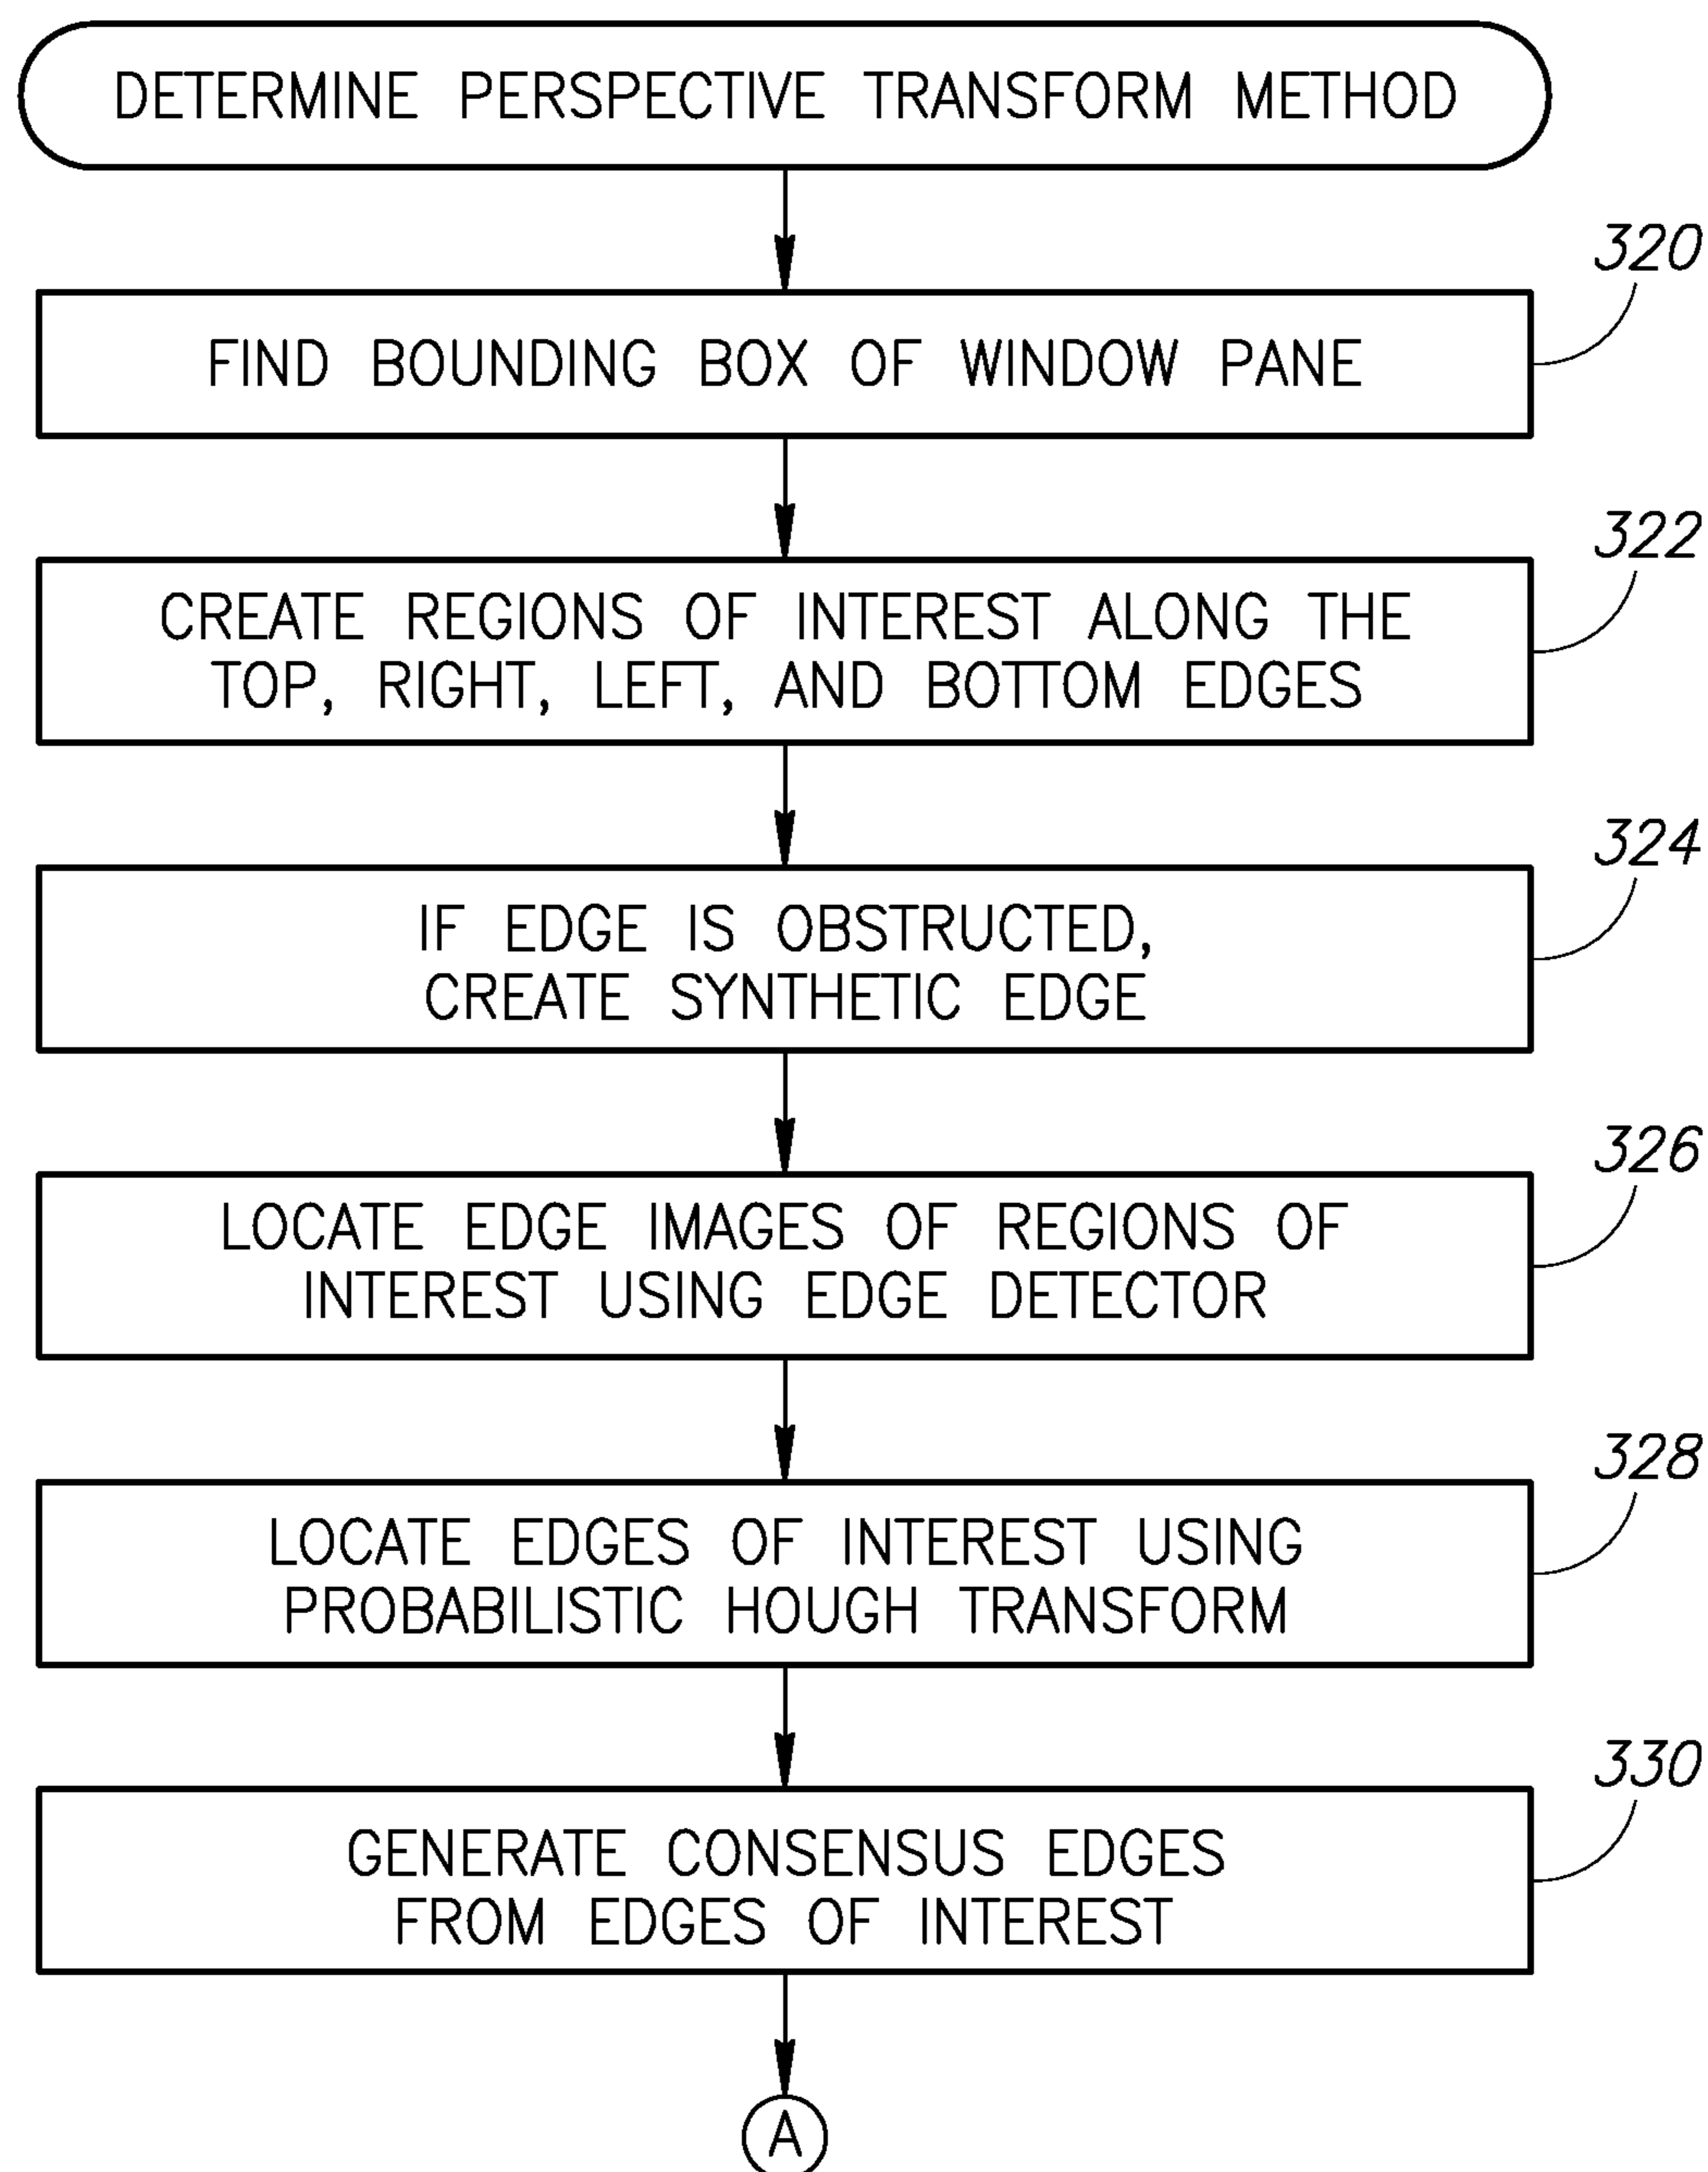 DETERMINE PERSPECTIVE TRANSFORM METHOD
320
FIND BOUNDING BOX OF WINDOW PANE
322
CREATE REGIONS OF INTEREST ALONG THE
TOP, RIGHT, LEFT, AND BOTTOM EDGES
324
IF EDGE IS OBSTRUCTED,
CREATE SYNTHETIC EDGE
326
LOCATE EDGE IMAGES OF REGIONS OF
INTEREST USING EDGE DETECTOR
328
LOCATE EDGES OF INTEREST USING
PROBABILISTIC HOUGH TRANSFORM
330
GENERATE CONSENSUS EDGES
FROM EDGES OF INTEREST
A